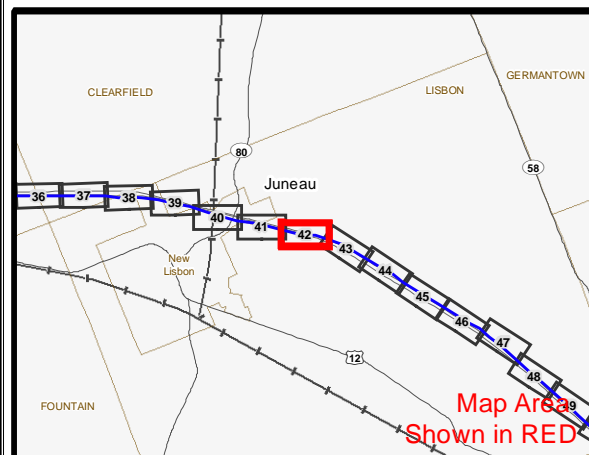 GERMANTOWN
CLEARFIELD
LISBON
80
58
Juneau
36
37
38
39
40
41
42
43
44
45
46
47
48
49
New
Lisbon
12
FOUNTAIN
Map Area
Shown in RED